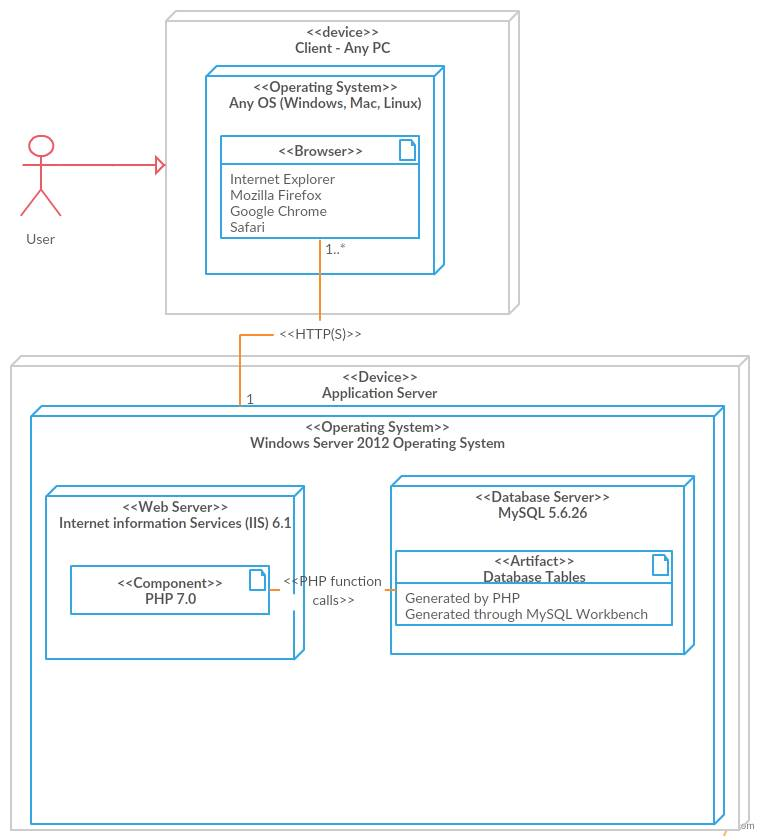 <<device>>
Client - Any PC
<<Operating System>>
Any OS (Windows, Mac, Linux)
<<Browser>>
Internet Explorer
Mozilla Firefox
Google Chrome
Safari
User
1..*
<<HTTP(S)>>
<<Device>>
Application Server
1
<<Operating System>>
Windows Server 2012 Operating System
<<Web Server>>
Internet information Services (IIS) 6.1
<<Component>>
PHP 7.0
<<PHP function
calls>>
<<Database Server>>
MySQL 5.6.26
<<Artifact>>
Database Tables
Generated by PHP
Generated through MySQL Workbench